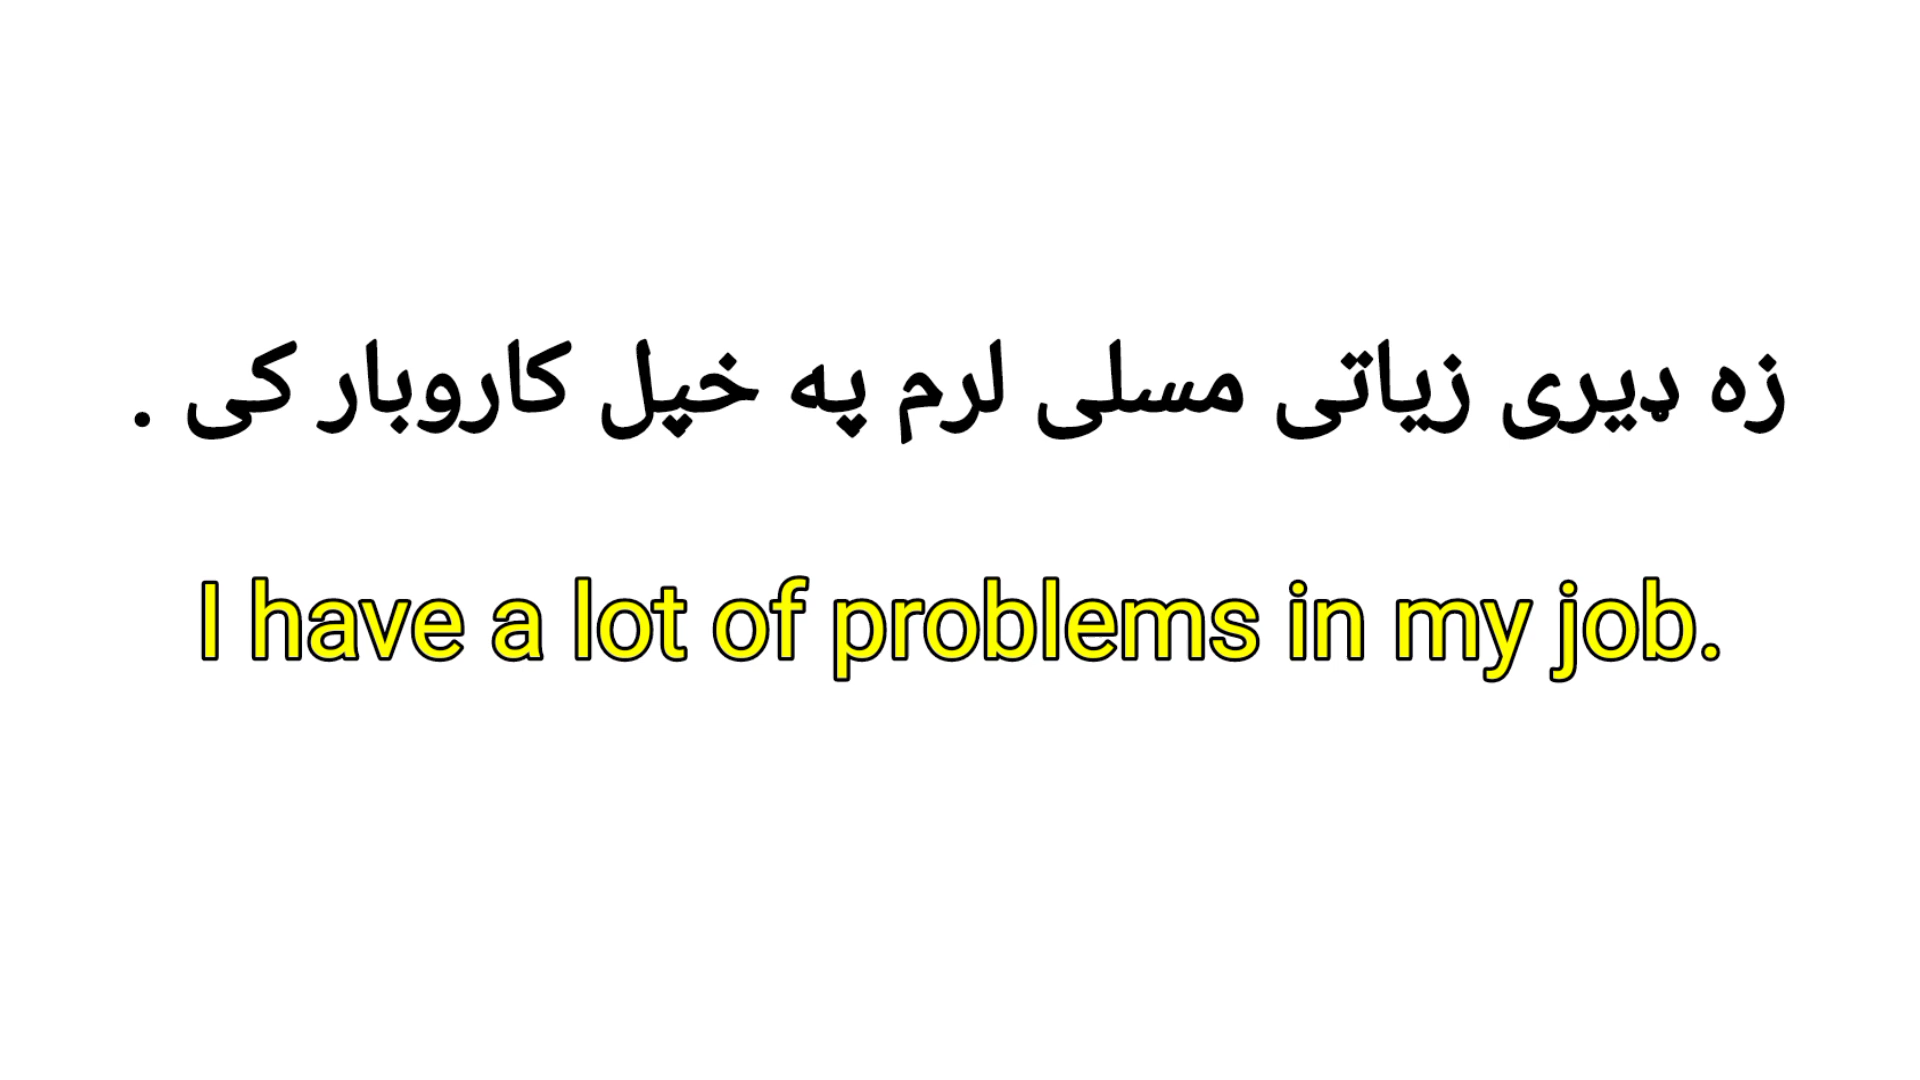 زه ډیری زیاتی مسلی لرم په خپل کاروبار کی .
I have a lot of problems in my job.